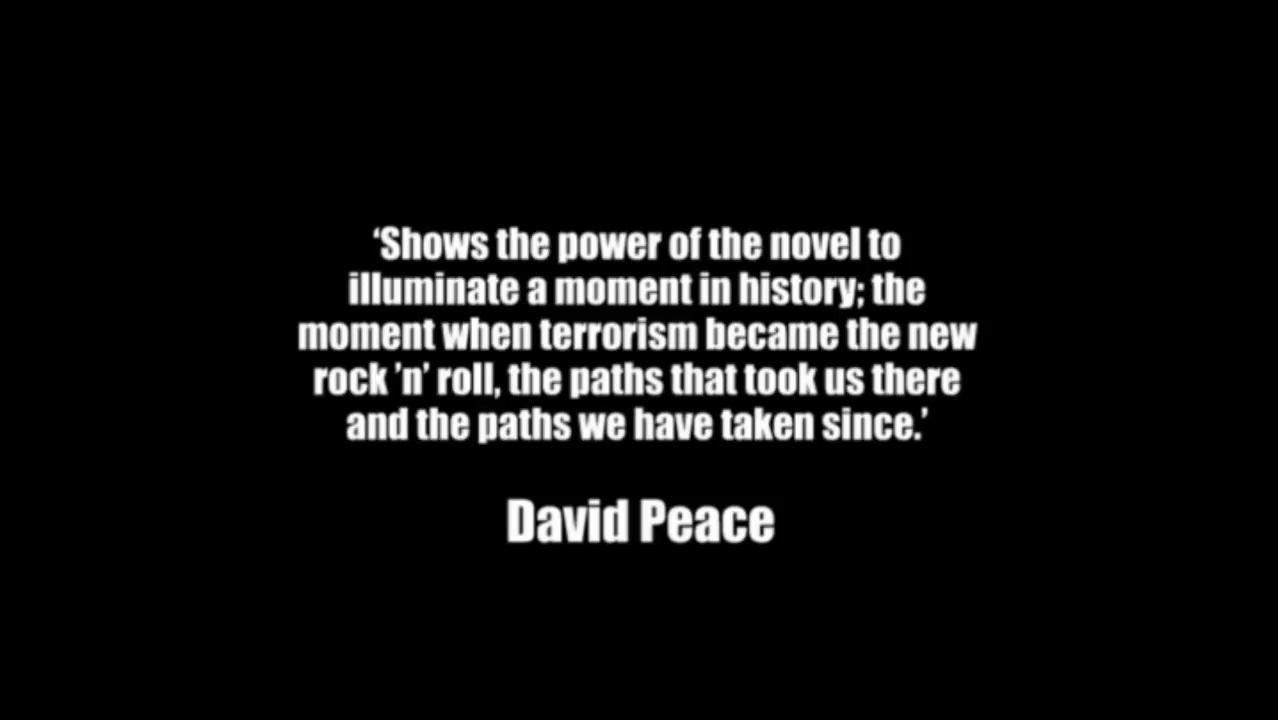 ‘Shows the power of the novel to
illuminate a moment in history; the
moment when terrorism became the new
rock ’n’ roll, the paths that took us there
and the paths we have taken since.’
David Peace